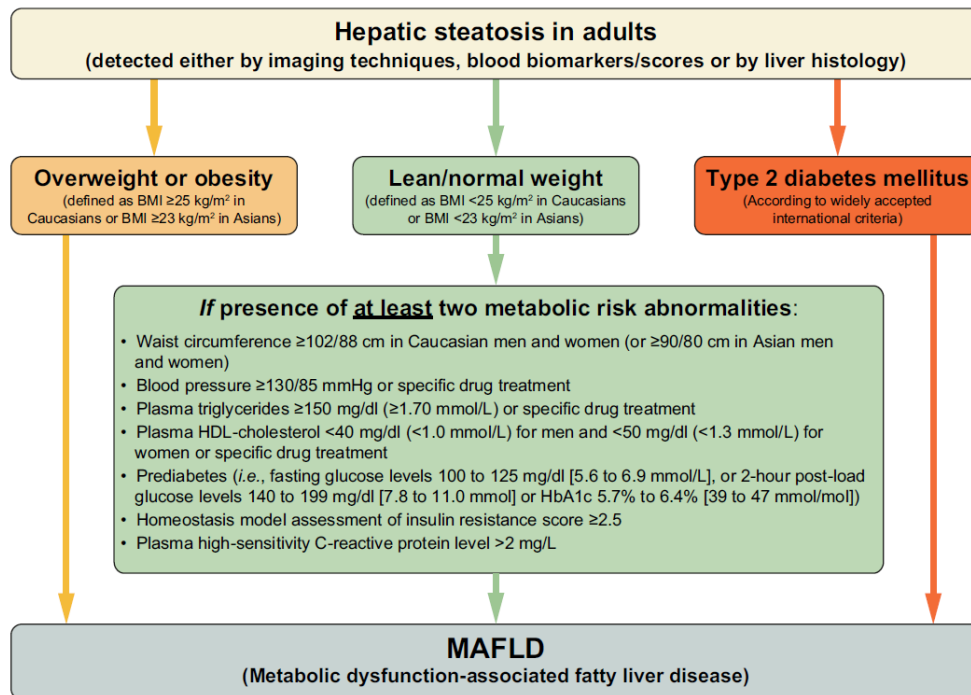 Hepatic steatosis in adults
(detected either by imaging techniques, blood biomarkers/scores or by liver histology)
Overweight or obesity
(defined as BMI ≥25 kg/m² in
Caucasians or BMI ≥23 kg/m² in Asians)
Lean/normal weight
(defined as BMI <25 kg/m² in Caucasians
or BMI <23 kg/m² in Asians)
Type 2 diabetes mellitus
(According to widely accepted
international criteria)
If presence of at least two metabolic risk abnormalities:
• Waist circumference ≥102/88 cm in Caucasian men and women (or ≥90/80 cm in Asian men
and women)
• Blood pressure ≥130/85 mmHg or specific drug treatment
• Plasma triglycerides ≥150 mg/dl (≥1.70 mmol/L) or specific drug treatment
• Plasma HDL-cholesterol <40 mg/dl (<1.0 mmol/L) for men and <50 mg/dl (<1.3 mmol/L) for
women or specific drug treatment
• Prediabetes (i.e., fasting glucose levels 100 to 125 mg/dl [5.6 to 6.9 mmol/L], or 2-hour post-load
glucose levels 140 to 199 mg/dl [7.8 to 11.0 mmol] or HbA1c 5.7% to 6.4% [39 to 47 mmol/mol])
• Homeostasis model assessment of insulin resistance score ≥2.5
• Plasma high-sensitivity C-reactive protein level >2 mg/L
MAFLD
(Metabolic dysfunction-associated fatty liver disease)